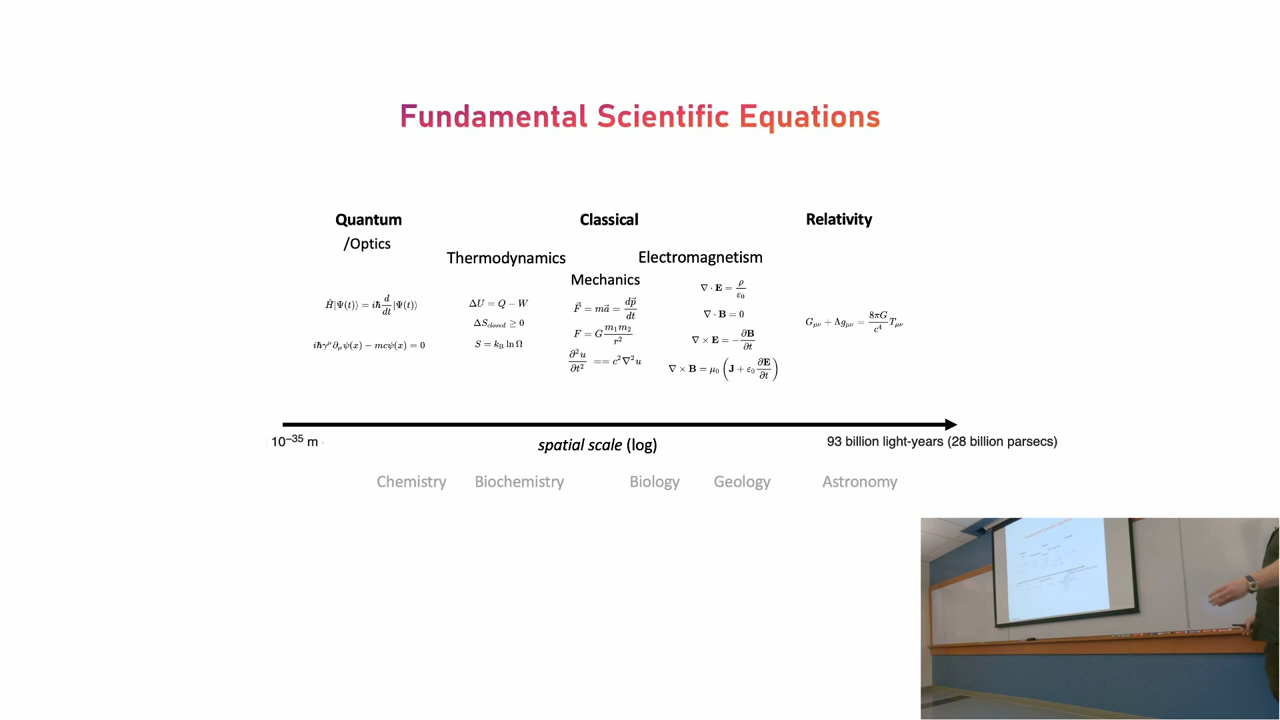 Fundamental Scientific Equations
Quantum
/Optics
Classical
Relativity
Thermodynamics
Mechanics
Electromagnetism
Ĥ|Ψ(t)⟩ = iℏ d/dt |Ψ(t)⟩
iℏγ^μ ∂_μ ψ(x) − mcψ(x) = 0
ΔU = Q − W
ΔS_closed ≥ 0
S = k_B ln Ω
F⃗ = ma⃗ = dp⃗/dt
F = G m₁m₂/r²
∂²u/∂t² == c²∇²u
∇ · E = ρ/ε₀
∇ · B = 0
∇ × E = −∂B/∂t
∇ × B = μ₀ (J + ε₀ ∂E/∂t)
G_μν + Λg_μν = 8πG/c⁴ T_μν
10⁻³⁵ m
spatial scale (log)
93 billion light-years (28 billion parsecs)
Chemistry Biochemistry Biology Geology Astronomy